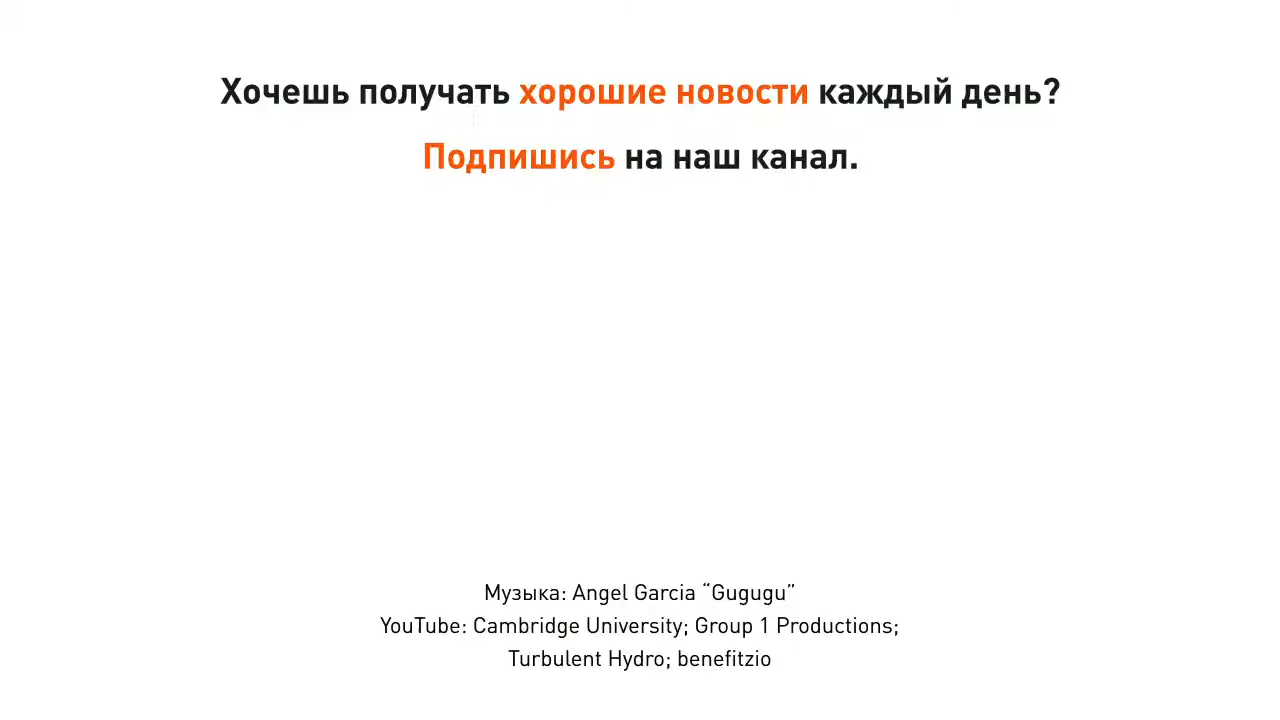 Хочешь получать хорошие новости каждый день?
Подпишись на наш канал.
Музыка: Angel Garcia “Gugugu”
YouTube: Cambridge University; Group 1 Productions;
Turbulent Hydro; benefitzio